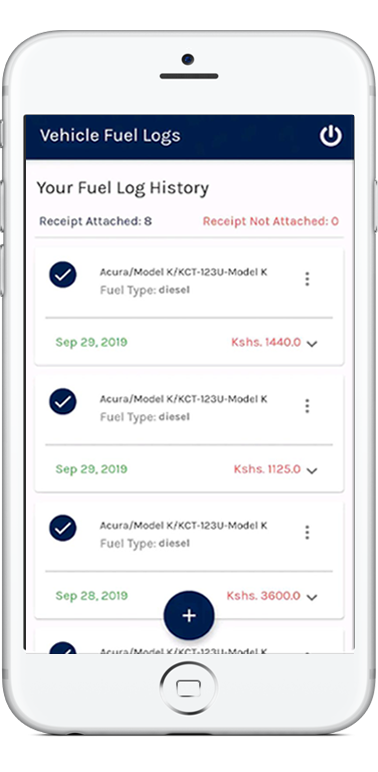 Vehicle Fuel Logs
Your Fuel Log History
Receipt Attached: 8 Receipt Not Attached: 0
Acura/Model K/KCT-123U-Model K
Fuel Type: diesel
Sep 29, 2019 Kshs. 1440.0
Acura/Model K/KCT-123U-Model K
Fuel Type: diesel
Sep 29, 2019 Kshs. 1125.0
Acura/Model K/KCT-123U-Model K
Fuel Type: diesel
Sep 28, 2019 Kshs. 3600.0
+
Acura/Model K/KCT-123U-Model K